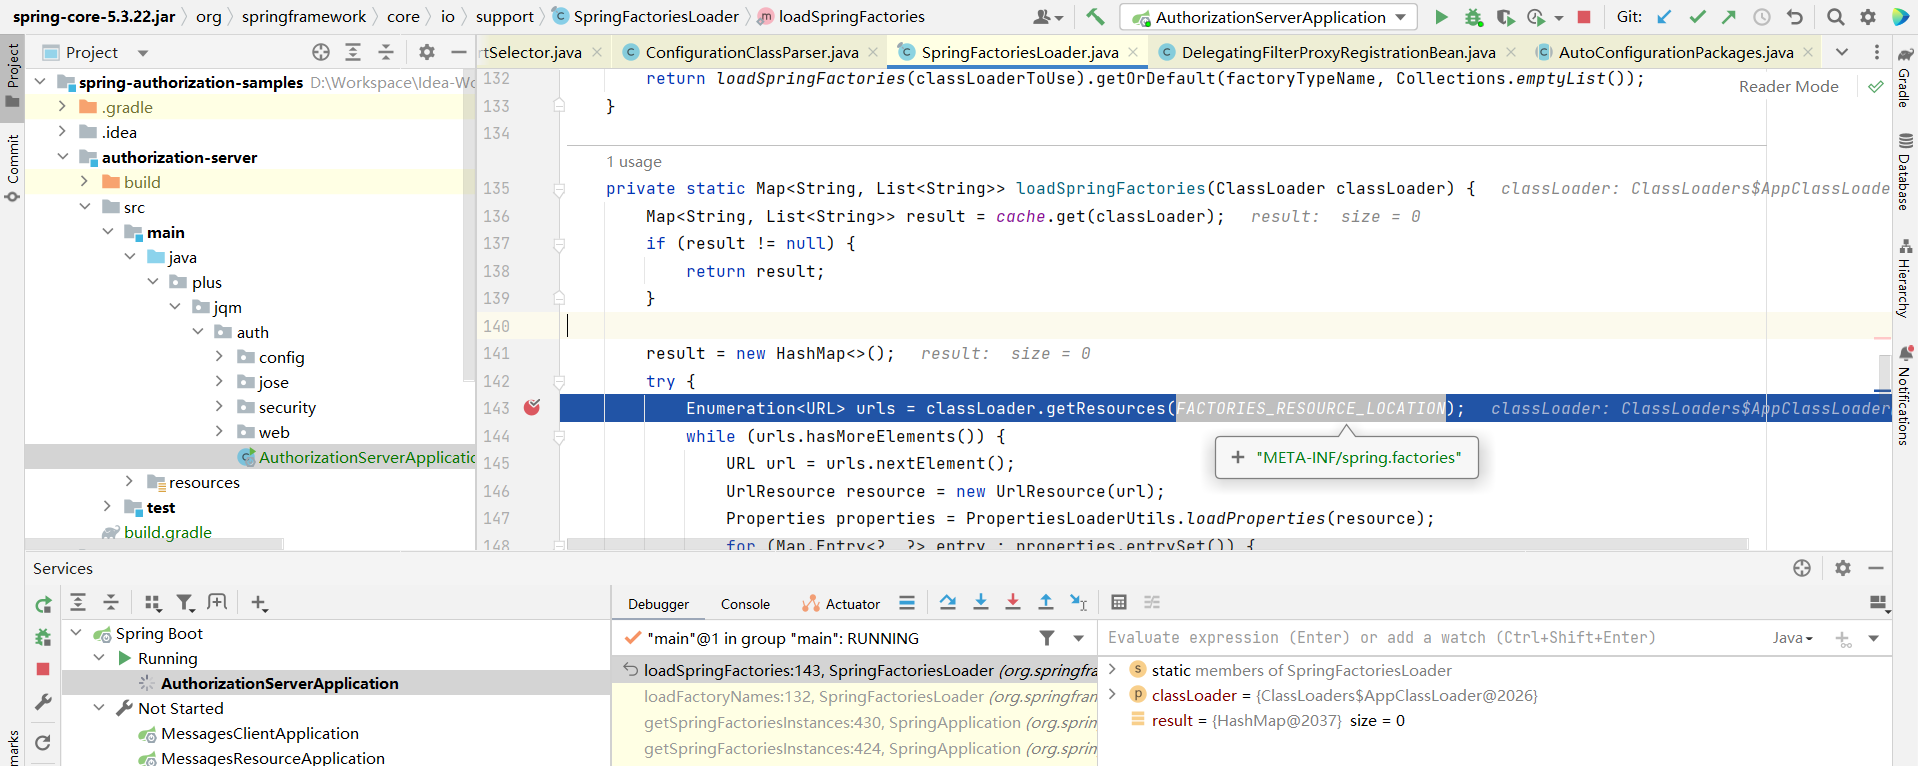 spring-core-5.3.22.jar org springframework core io support SpringFactoriesLoader loadSpringFactories AuthorizationServerApplication Git:
Project rtSelector.java ConfigurationClassParser.java SpringFactoriesLoader.java DelegatingFilterProxyRegistrationBean.java AutoConfigurationPackages.java
Project
Commit
marks
spring-authorization-samples D:\Workspace\Idea-Wo
.gradle
.idea
authorization-server
build
src
main
java
plus
jqm
auth
config
jose
security
web
AuthorizationServerApplicatio
resources
test
build.gradle
132 return loadSpringFactories(classLoaderToUse).getOrDefault(factoryTypeName, Collections.emptyList());
Reader Mode
133 }
134
1 usage
135 private static Map<String, List<String>> loadSpringFactories(ClassLoader classLoader) { classLoader: ClassLoaders$AppClassLoade
136 Map<String, List<String>> result = cache.get(classLoader); result: size = 0
137 if (result != null) {
138 return result;
139 }
140
141 result = new HashMap<>(); result: size = 0
142 try {
143 Enumeration<URL> urls = classLoader.getResources(FACTORIES_RESOURCE_LOCATION); classLoader: ClassLoaders$AppClassLoader
144 while (urls.hasMoreElements()) {
145 URL url = urls.nextElement();
+ "META-INF/spring.factories"
146 UrlResource resource = new UrlResource(url);
147 Properties properties = PropertiesLoaderUtils.loadProperties(resource);
148 for (Map.Entry<?, ?> entry : properties.entrySet()) {
Gradle
Database
Hierarchy
Notifications
Services
Debugger Console Actuator
Spring Boot
Running
AuthorizationServerApplication
Not Started
MessagesClientApplication
MessagesResourceApplication
"main"@1 in group "main": RUNNING
loadSpringFactories:143, SpringFactoriesLoader (org.springfra
loadFactoryNames:132, SpringFactoriesLoader (org.springfram
getSpringFactoriesInstances:430, SpringApplication (org.sprin
getSpringFactoriesInstances:424, SpringApplication (org.sprin
Evaluate expression (Enter) or add a watch (Ctrl+Shift+Enter) Java
s static members of SpringFactoriesLoader
p classLoader = {ClassLoaders$AppClassLoader@2026}
result = {HashMap@2037} size = 0